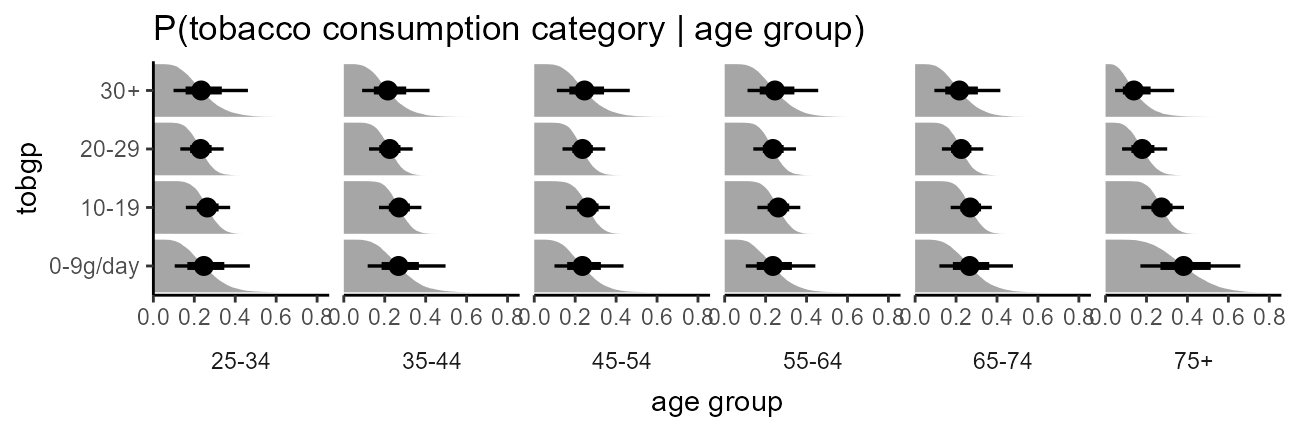 P(tobacco consumption category | age group)
tobgp
30+
20-29
10-19
0-9g/day
0.0 0.2 0.4 0.6 0.8 0.0 0.2 0.4 0.6 0.8 0.0 0.2 0.4 0.6 0.8 0.0 0.2 0.4 0.6 0.8 0.0 0.2 0.4 0.6 0.8 0.0 0.2 0.4 0.6 0.8
25-34 35-44 45-54 55-64 65-74 75+
age group